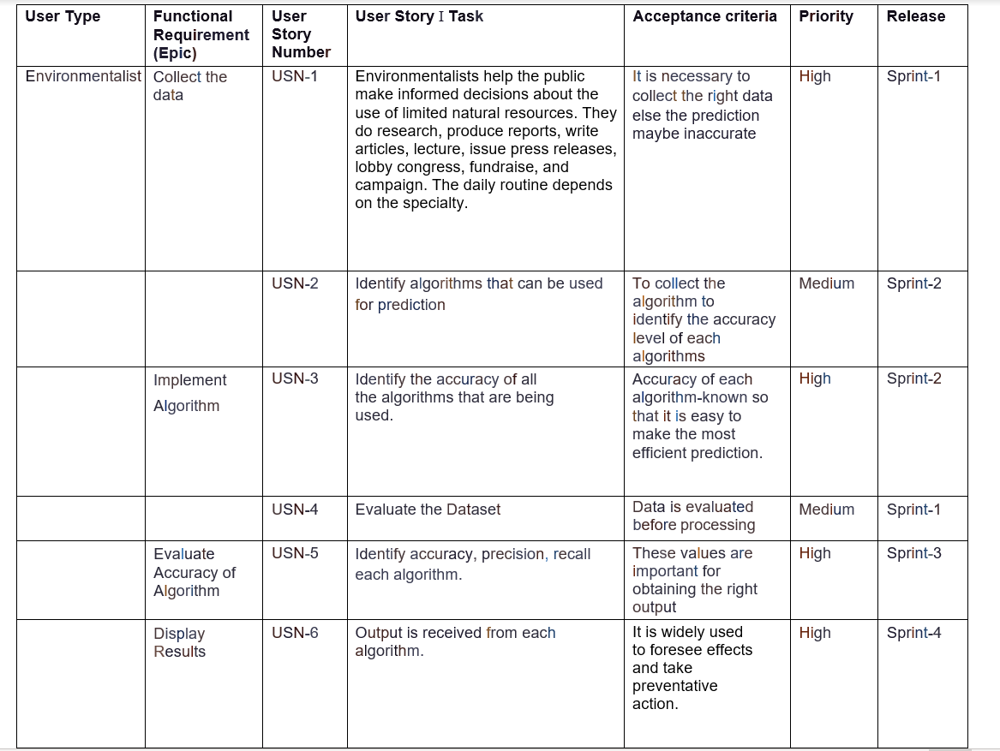 User Type
Functional
Requirement
(Epic)
User
Story
Number
User Story I Task
Acceptance criteria
Priority
Release
Environmentalist
Collect the
data
USN-1
Environmentalists help the public
make informed decisions about the
use of limited natural resources. They
do research, produce reports, write
articles, lecture, issue press releases,
lobby congress, fundraise, and
campaign. The daily routine depends
on the specialty.
It is necessary to
collect the right data
else the prediction
maybe inaccurate
High
Sprint-1
USN-2
Identify algorithms that can be used
for prediction
To collect the
algorithm to
identify the accuracy
level of each
algorithms
Medium
Sprint-2
Implement
Algorithm
USN-3
Identify the accuracy of all
the algorithms that are being
used.
Accuracy of each
algorithm-known so
that it is easy to
make the most
efficient prediction.
High
Sprint-2
USN-4
Evaluate the Dataset
Data is evaluated
before processing
Medium
Sprint-1
Evaluate
Accuracy of
Algorithm
USN-5
Identify accuracy, precision, recall
each algorithm.
These values are
important for
obtaining the right
output
High
Sprint-3
Display
Results
USN-6
Output is received from each
algorithm.
It is widely used
to foresee effects
and take
preventative
action.
High
Sprint-4